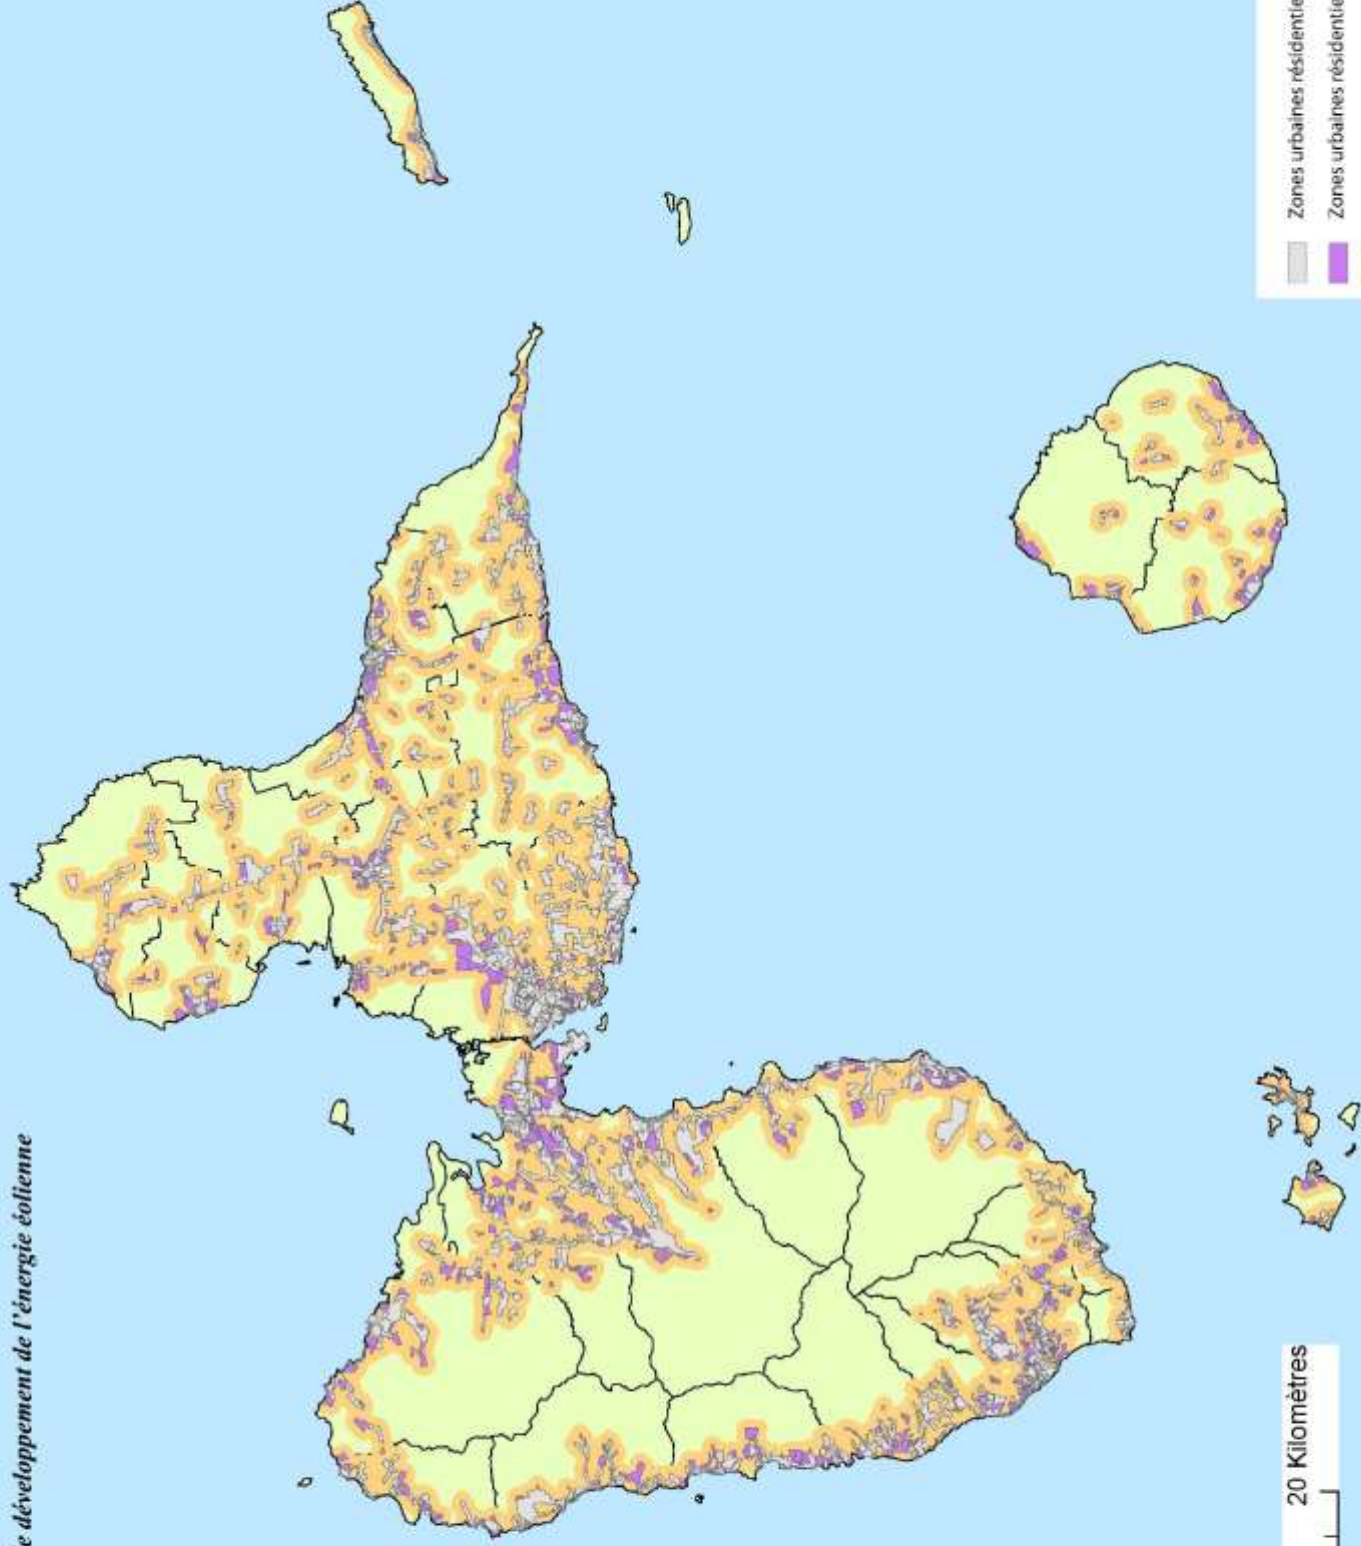 e développement de l'énergie éolienne
Zones urbaines résidentie
Zones urbaines résidentie
20 Kilomètres